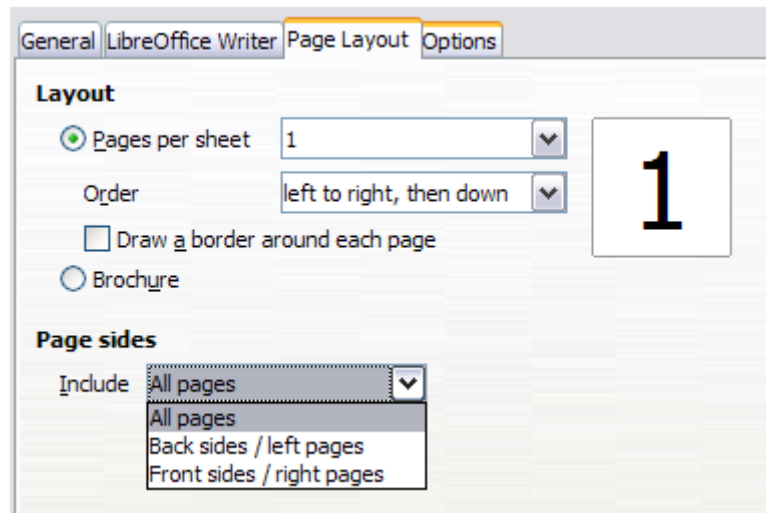 General LibreOffice Writer Page Layout Options
Layout
Pages per sheet 1
1
Order left to right, then down
Draw a border around each page
Brochure
Page sides
Include All pages
All pages
Back sides / left pages
Front sides / right pages